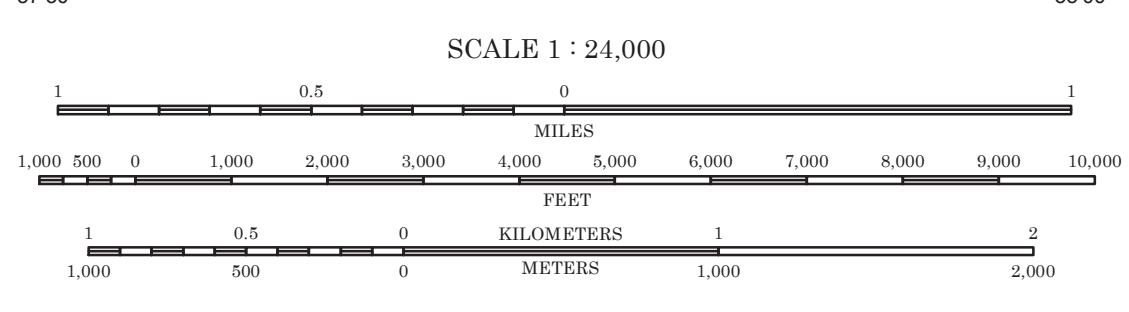 SCALE 1 : 24,000
1 0.5 0 1
MILES
1,000 500 0 1,000 2,000 3,000 4,000 5,000 6,000 7,000 8,000 9,000 10,000
FEET
1 0.5 0 KILOMETERS 1 2
1,000 500 0 METERS 1,000 2,000